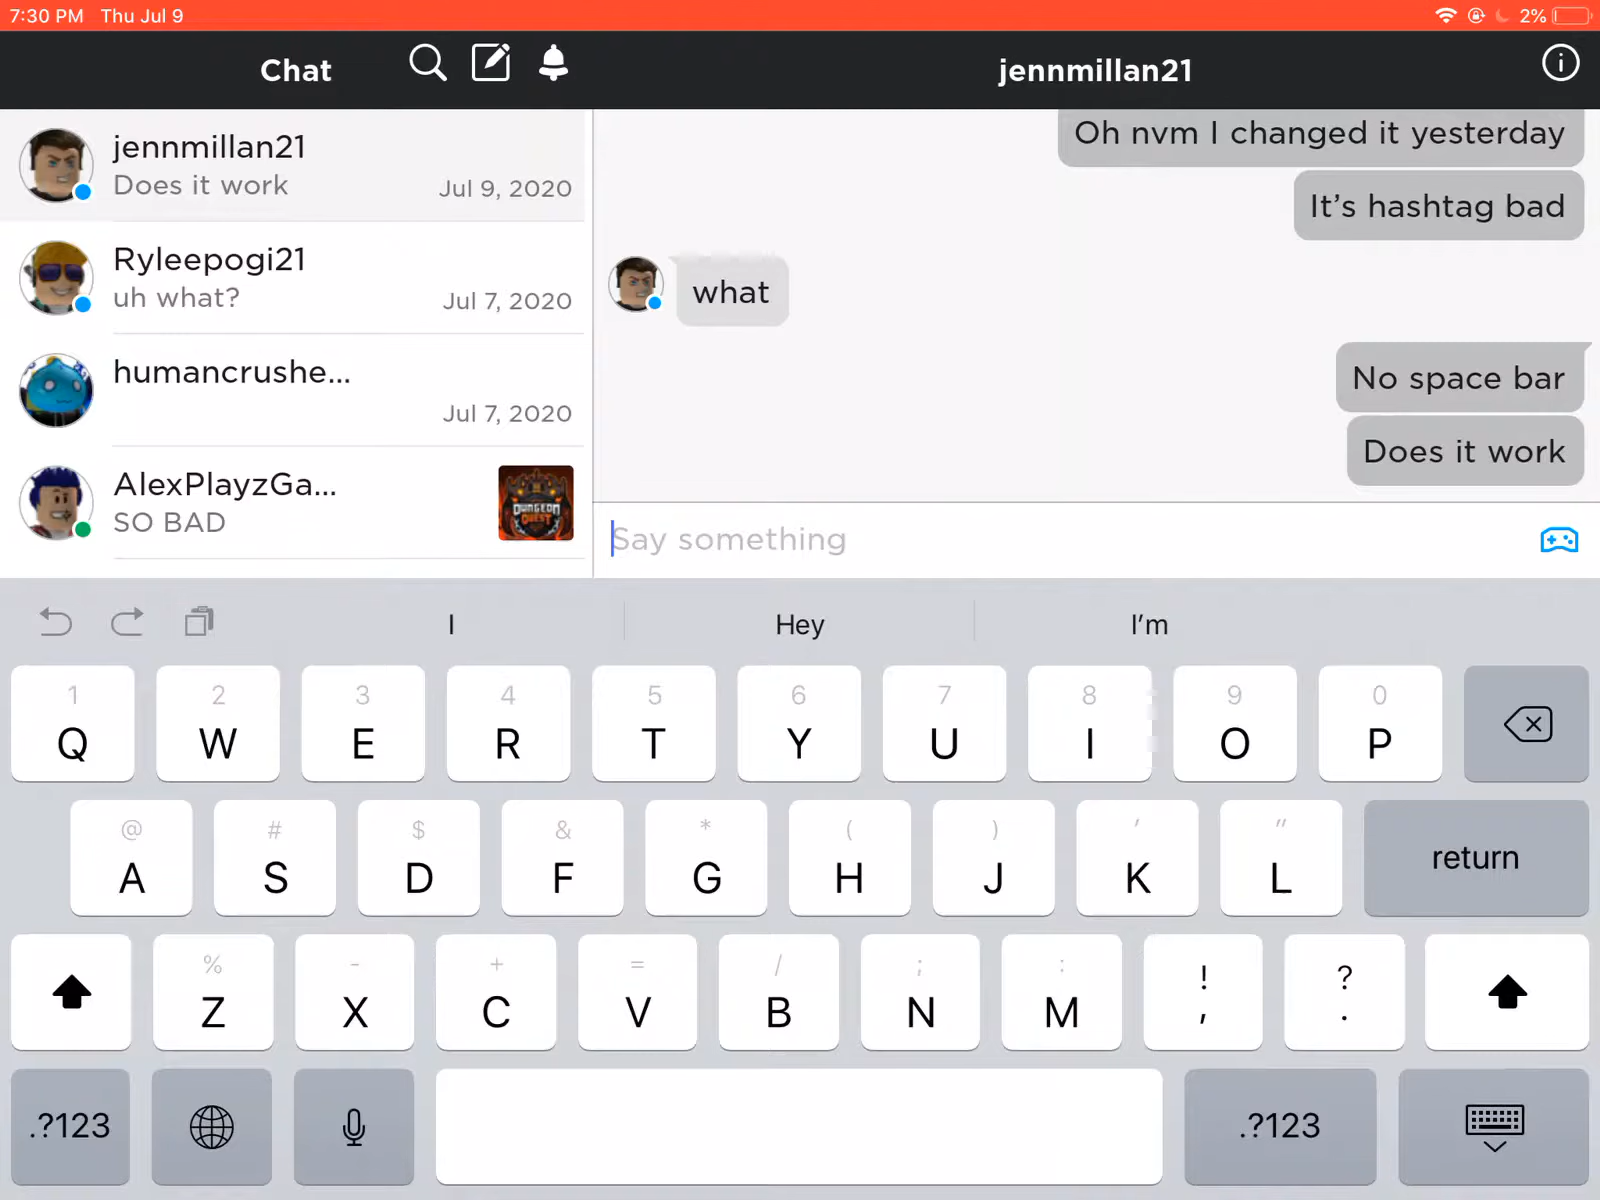 7:30 PM Thu Jul 9
2%
Chat
jennmillan21
jennmillan21
Does it work
Jul 9, 2020
Ryleepogi21
uh what?
Jul 7, 2020
humancrushe...
Jul 7, 2020
AlexPlayzGa...
SO BAD
DUNGEON
QUEST
Oh nvm I changed it yesterday
It's hashtag bad
what
No space bar
Does it work
Say something
I Hey I'm
1 2 3 4 5 6 7 8 9 0
Q W E R T Y U I O P
@ # $ & * ( ) ' "
A S D F G H J K L return
% - + = / ; : ! ?
Z X C V B N M , .
.?123 .?123